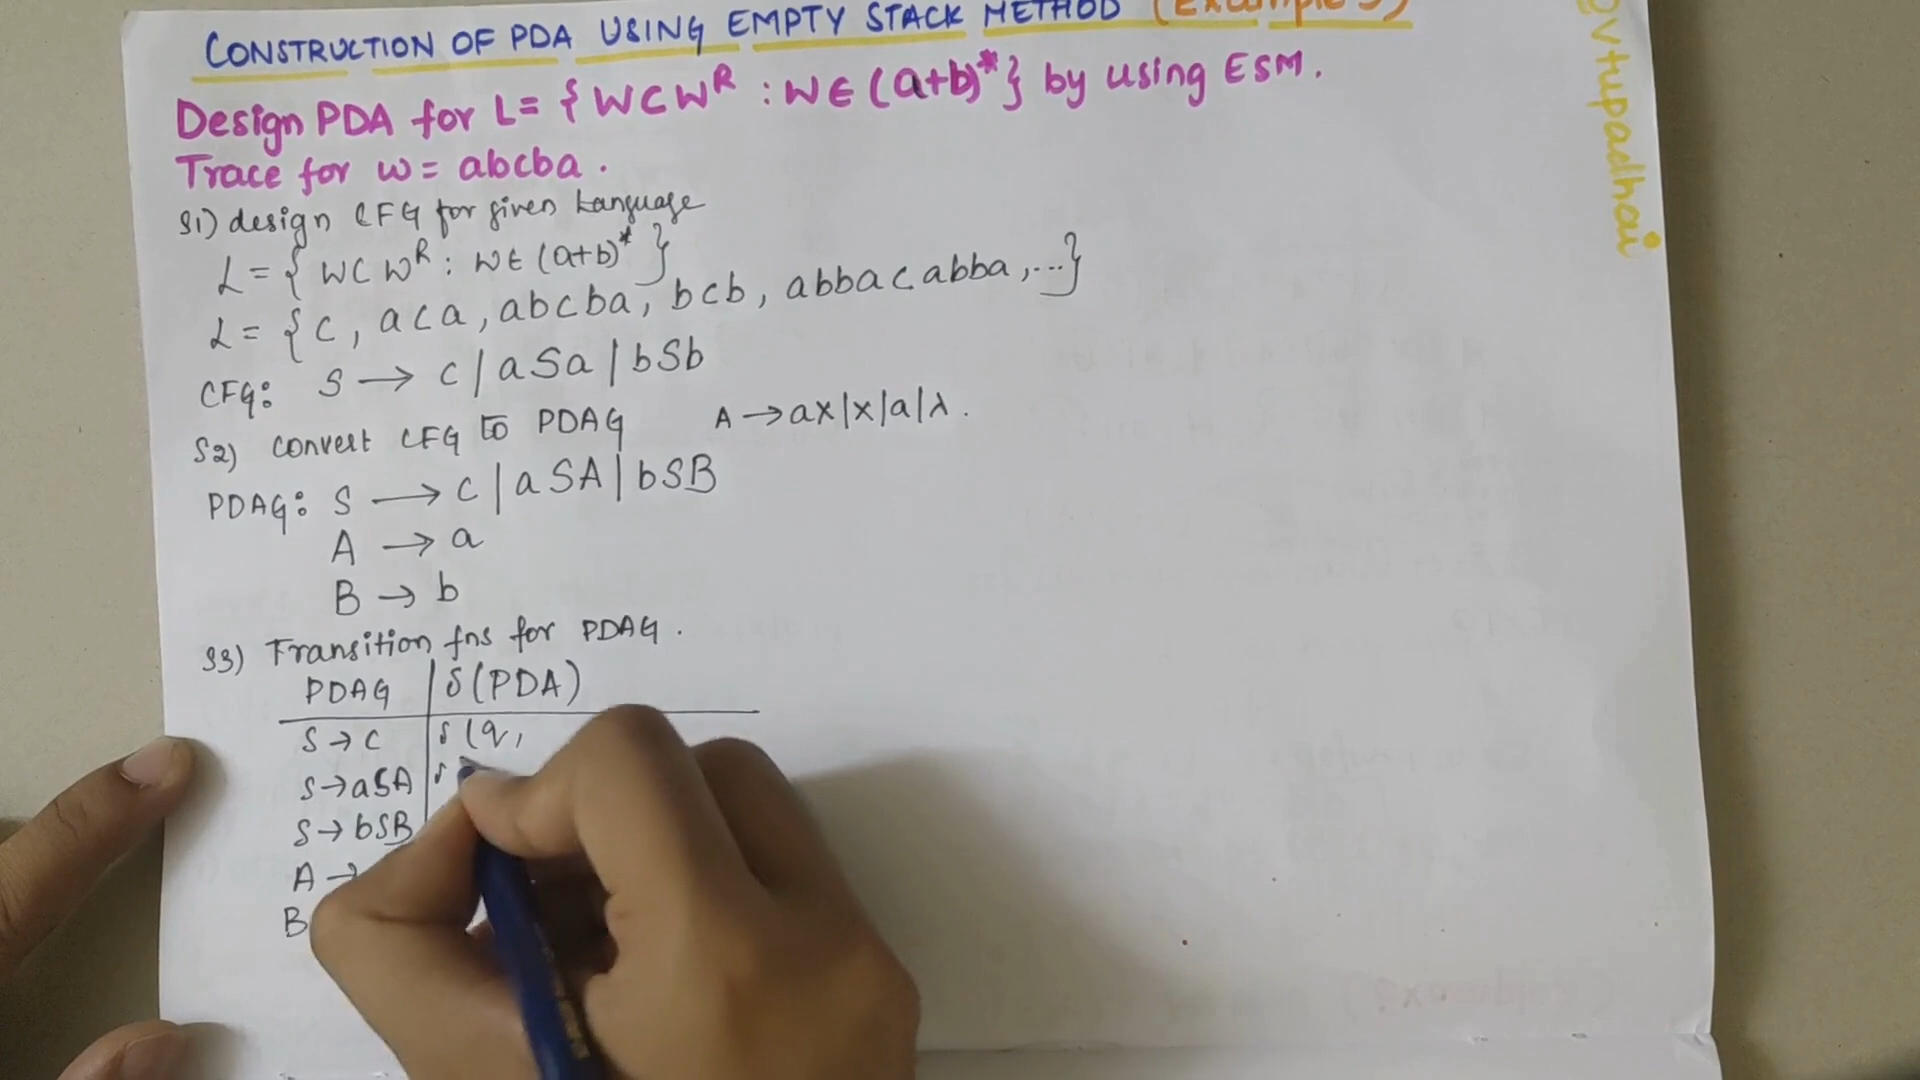 CONSTRUCTION OF PDA USING EMPTY STACK METHOD (Example
Design PDA for L= { WCW^R : W∈ (a+b)^* } by using ESM.
Trace for w= abcba .
S1) design CFG for given Language
L= { WCW^R : W∈ (a+b)^* }
L= { C, aca, abcba, bcb, abbacabba ,...}
CFG: S → c | aSa | bSb
S2) convert CFG to PDAG A → ax|x|a|λ .
PDAG: S → c | aSA | bSB
A → a
B → b
S3) Transition fns for PDAG .
PDAG δ(PDA)
S → c δ(q,
S → aSA δ
S → bSB
A →
B
ovtupadhai